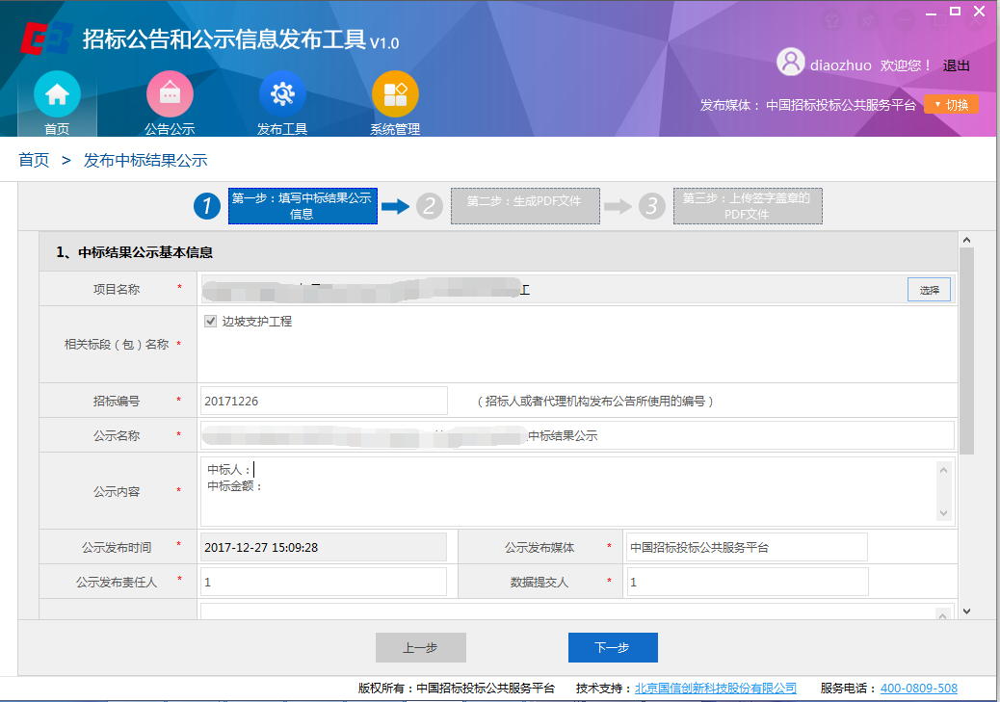 招标公告和公示信息发布工具 V1.0
diaozhuo 欢迎您！ 退出
首页 公告公示 发布工具 系统管理
发布媒体： 中国招标投标公共服务平台 切换
首页 > 发布中标结果公示
1 第一步：填写中标结果公示
信息
2 第二步：生成PDF文件
3 第三步：上传签字盖章的
PDF文件
1、中标结果公示基本信息
项目名称 * 工 选择
相关标段（包）名称 * 边坡支护工程
招标编号 * 20171226 （招标人或者代理机构发布公告所使用的编号）
公示名称 * 中标结果公示
公示内容 * 中标人：
中标金额：
公示发布时间 * 2017-12-27 15:09:28 公示发布媒体 * 中国招标投标公共服务平台
公示发布责任人 * 1 数据提交人 * 1
上一步 下一步
版权所有：中国招标投标公共服务平台 技术支持：北京国信创新科技股份有限公司 服务电话：400-0809-508